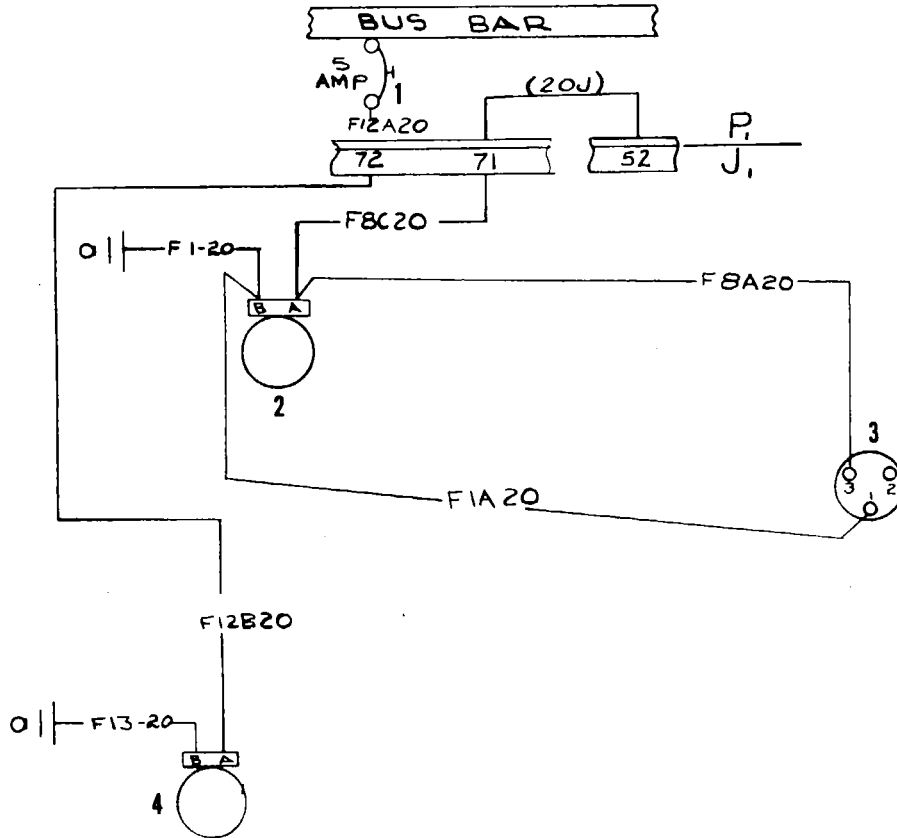 BUS BAR
5
AMP
1
(20J)
F12A20
P1
72 71 52
J1
F8C20
a F1-20
F8A20
B A
2
3
3 2
1
F1A20
F12B20
a F13-20
B A
4